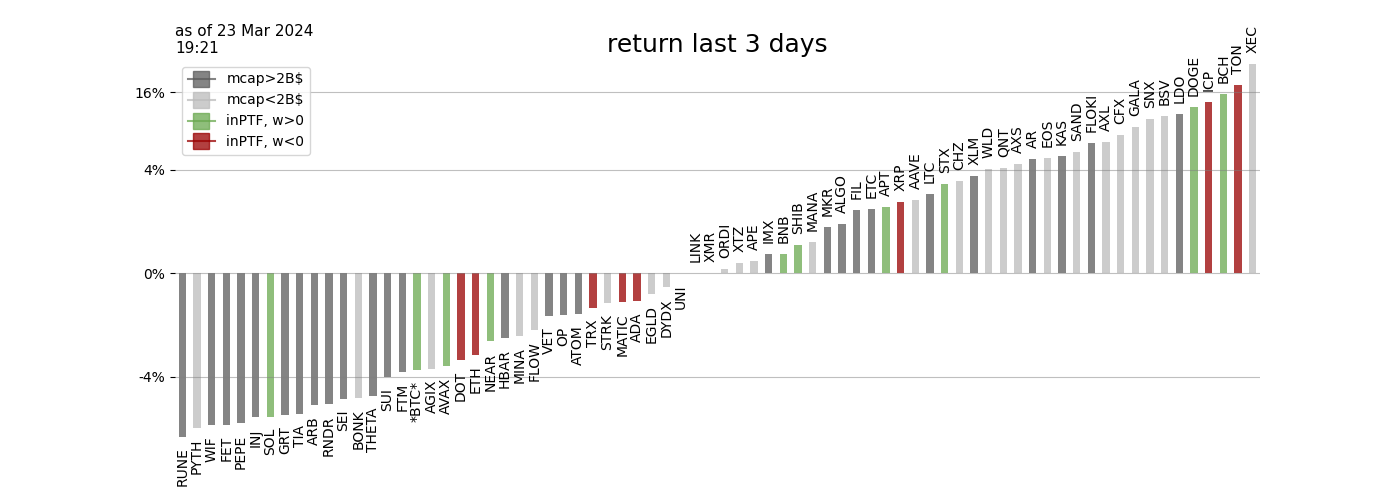 as of 23 Mar 2024
19:21
return last 3 days
mcap>2B$
mcap<2B$
inPTF, w>0
inPTF, w<0
16%
4%
0%
-4%
RUNE
PYTH
WIF
FET
PEPE
INJ
SOL
GRT
TIA
ARB
RNDR
SEI
BONK
THETA
SUI
FTM
*BTC*
AGIX
AVAX
DOT
ETH
NEAR
HBAR
MINA
FLOW
VET
OP
ATOM
TRX
STRK
MATIC
ADA
EGLD
DYDX
UNI
LINK
XMR
ORDI
XTZ
APE
IMX
BNB
SHIB
MANA
MKR
ALGO
FIL
ETC
APT
XRP
AAVE
LTC
STX
CHZ
XLM
WLD
QNT
AXS
AR
EOS
KAS
SAND
FLOKI
AXL
CFX
GALA
SNX
BSV
LDO
DOGE
ICP
BCH
TON
XEC